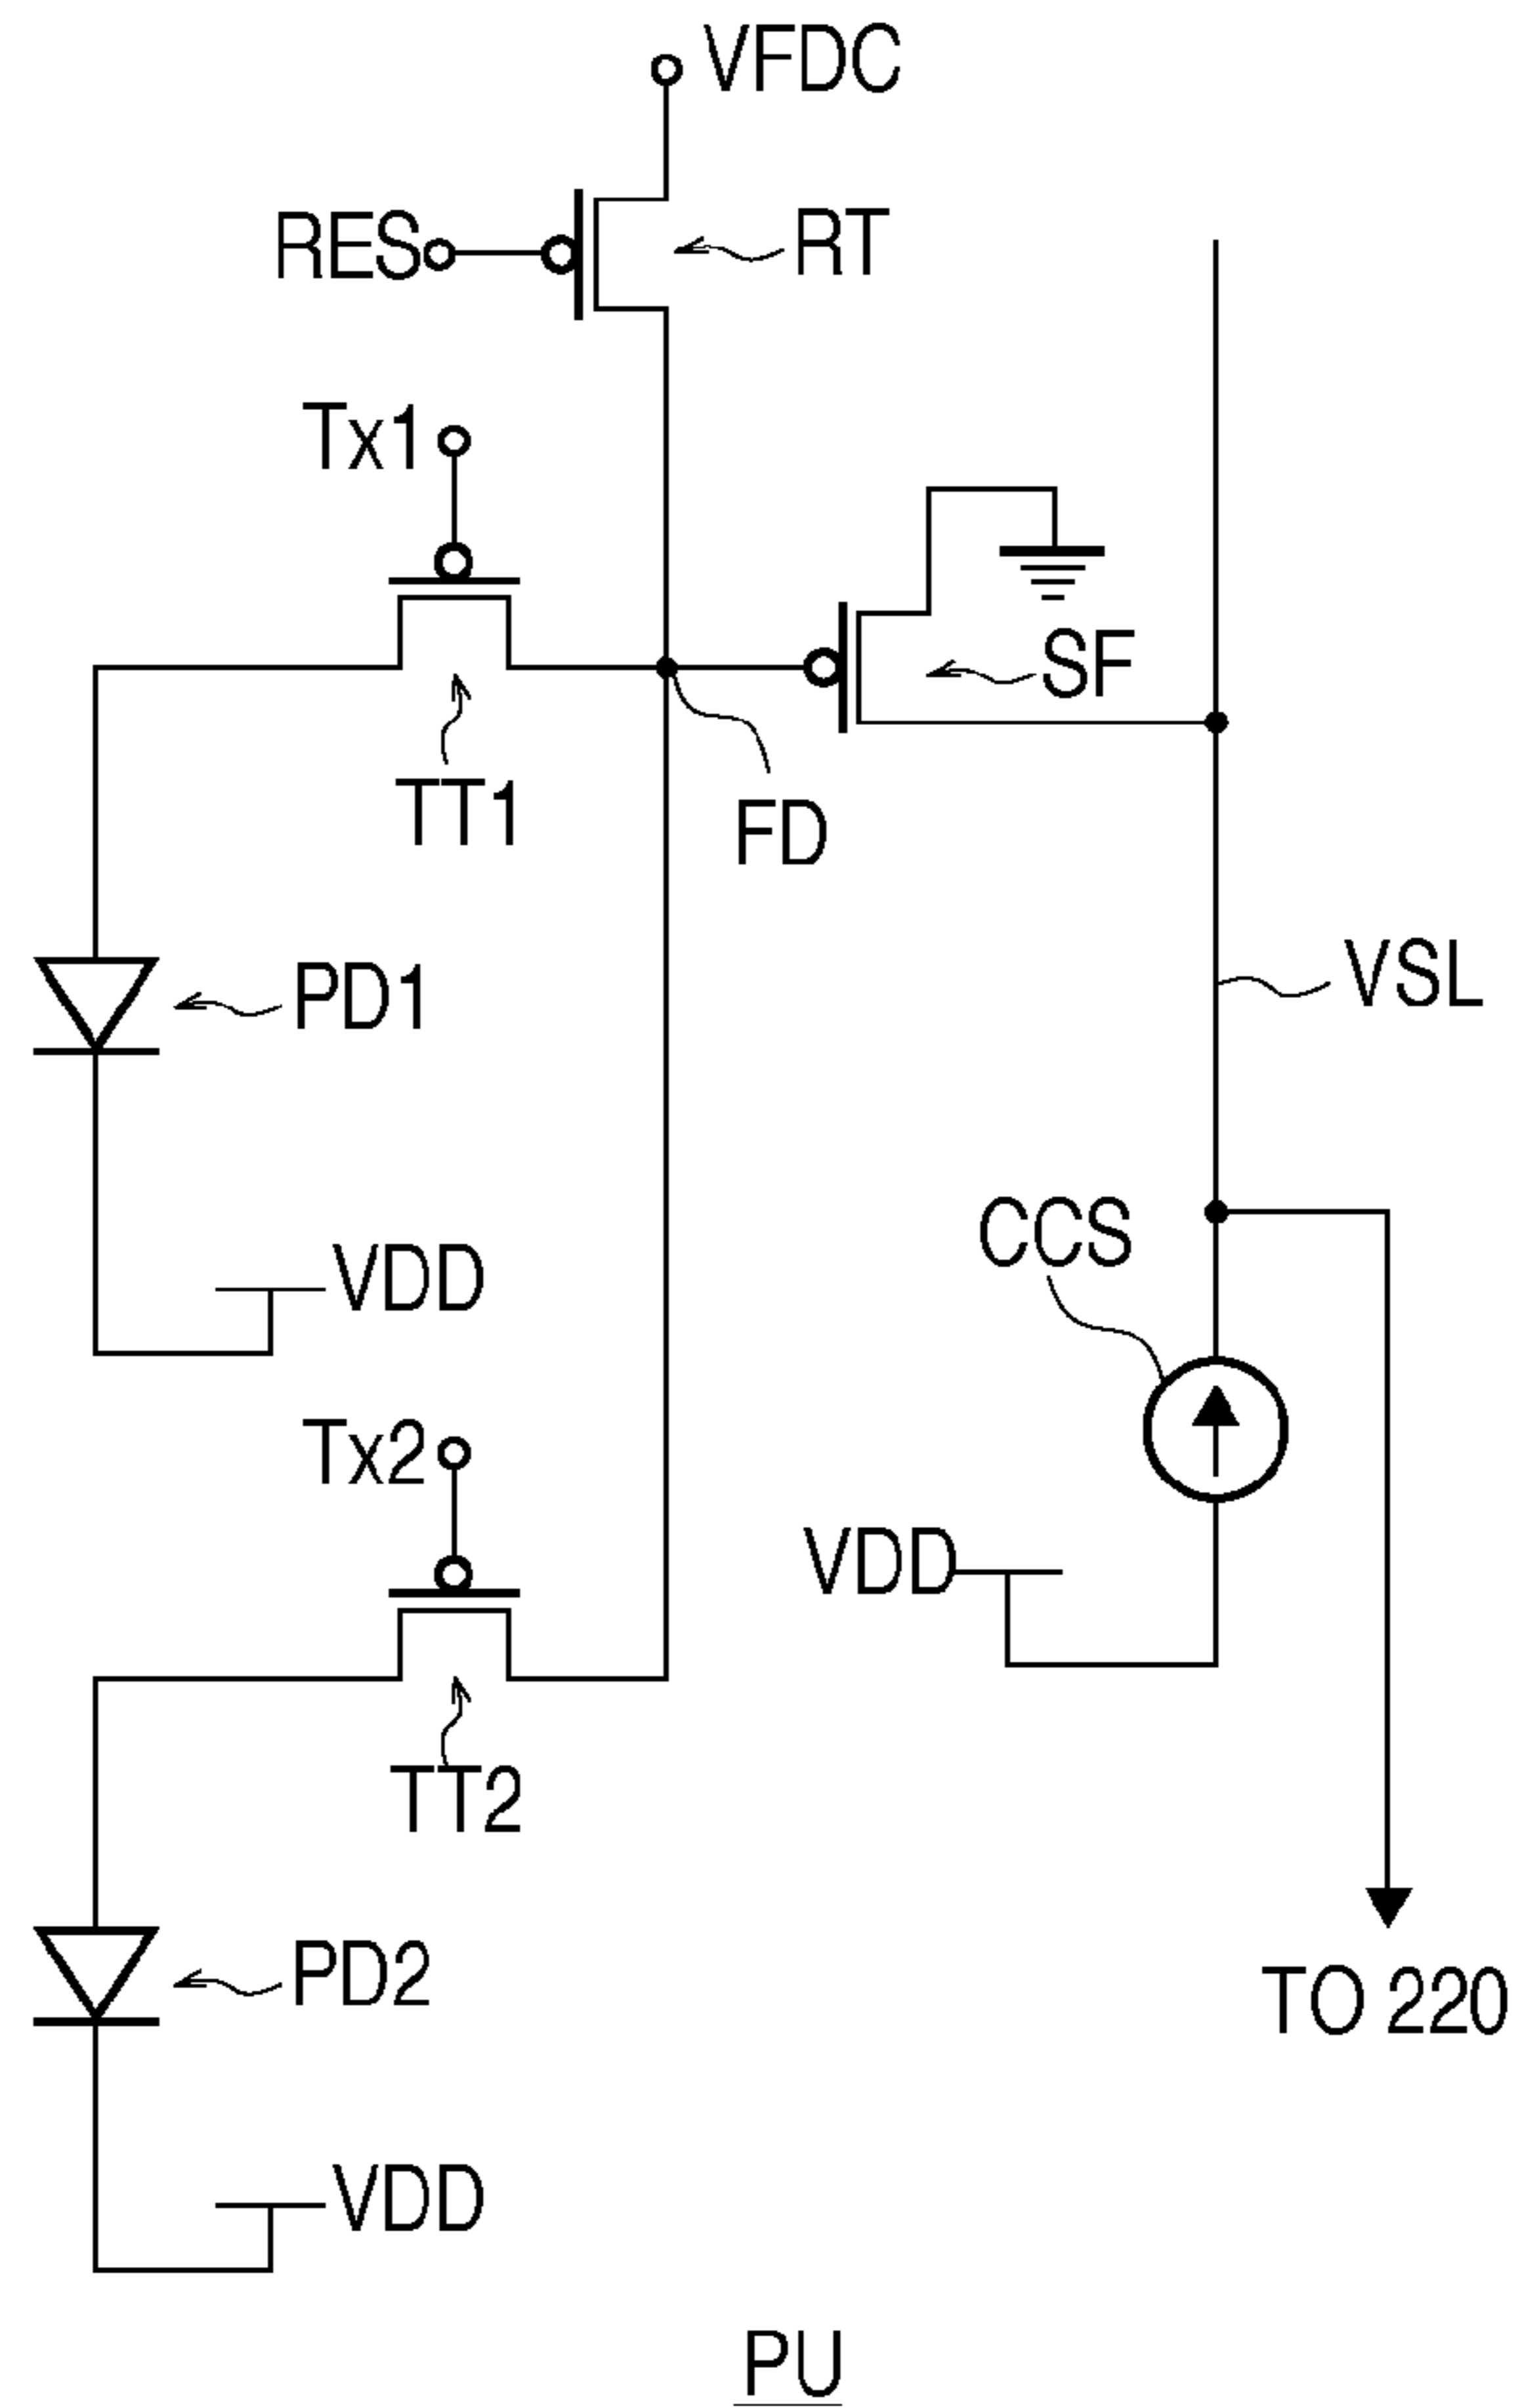 VFDC
RES
RT
Tx1
SF
TT1
FD
PD1
VSL
CCS
VDD
Tx2
VDD
TT2
PD2
TO 220
VDD
PU